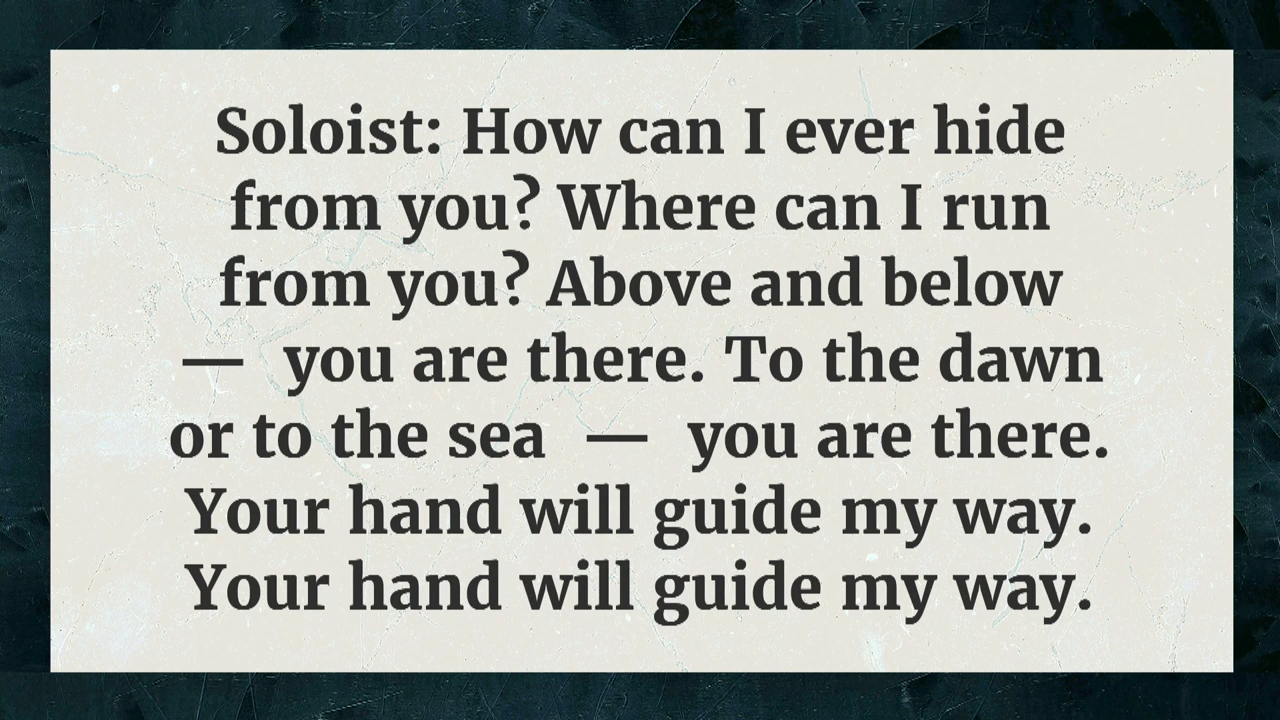 Soloist: How can I ever hide
from you? Where can I run
from you? Above and below
— you are there. To the dawn
or to the sea — you are there.
Your hand will guide my way.
Your hand will guide my way.